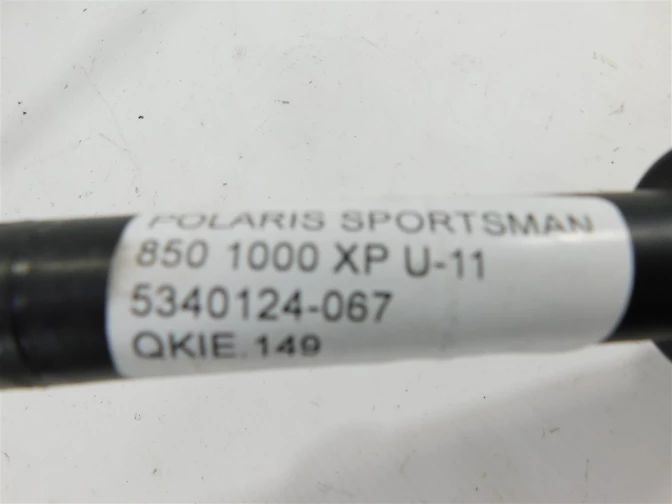 POLARIS SPORTSMAN
850 1000 XP U-11
5340124-067
QKIE.149